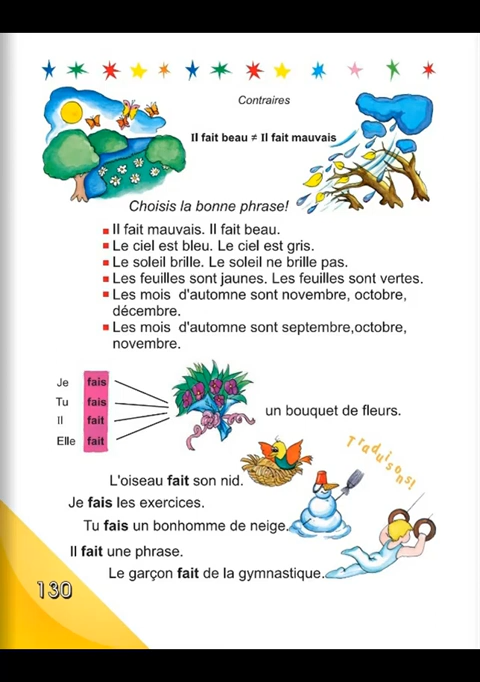 Contraires
Il fait beau ≠ Il fait mauvais
Choisis la bonne phrase!
Il fait mauvais. Il fait beau.
Le ciel est bleu. Le ciel est gris.
Le soleil brille. Le soleil ne brille pas.
Les feuilles sont jaunes. Les feuilles sont vertes.
Les mois d'automne sont novembre, octobre,
décembre.
Les mois d'automne sont septembre,octobre,
novembre.
Je fais
Tu fais
Il fait
Elle fait
un bouquet de fleurs.
Traduisons!
L'oiseau fait son nid.
Je fais les exercices.
Tu fais un bonhomme de neige.
Il fait une phrase.
Le garçon fait de la gymnastique.
130